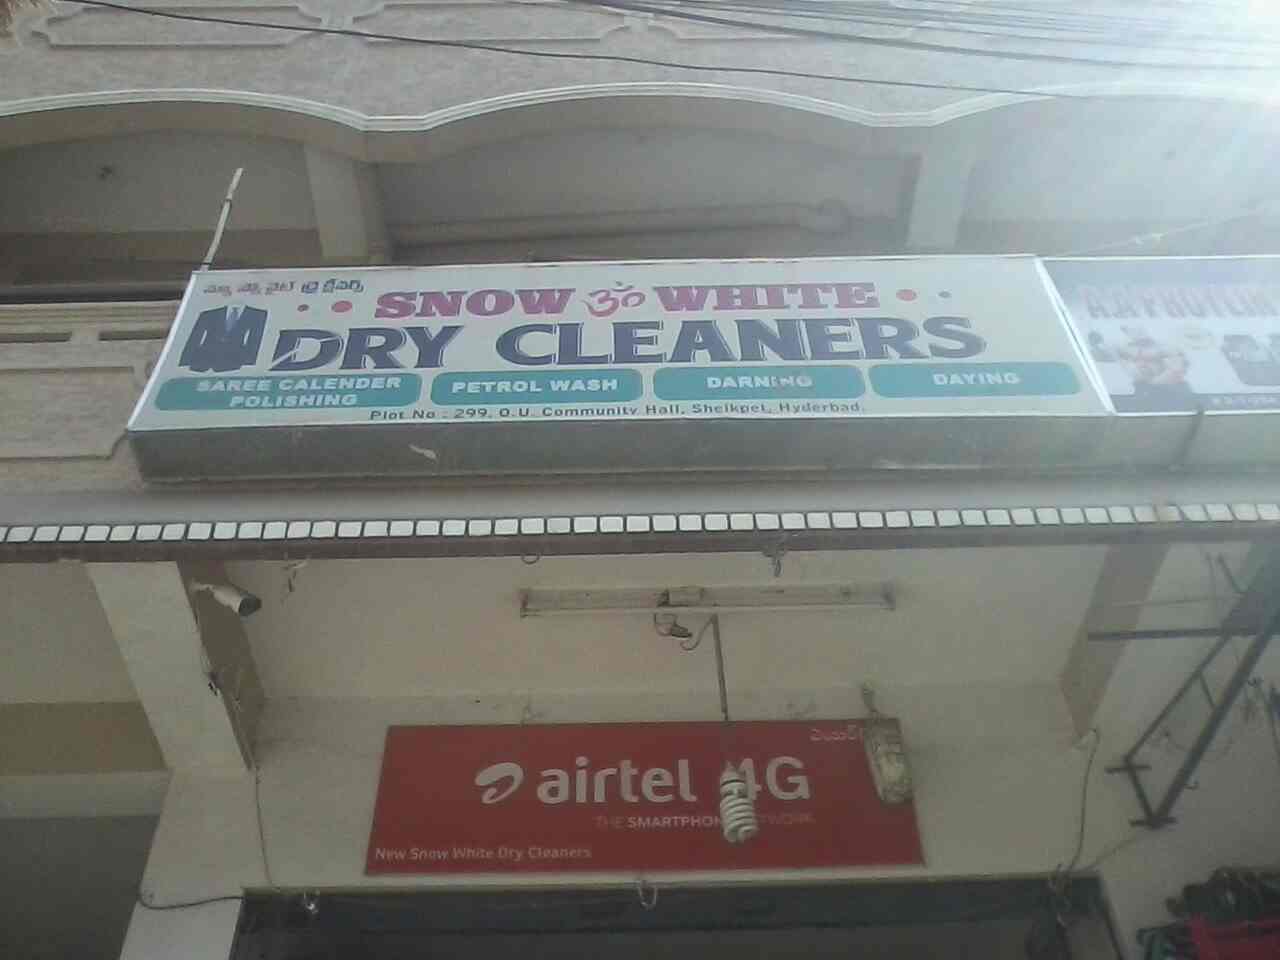 న్యూ స్నో వైట్ డ్రై క్లీనర్స్
SNOW ॐ WHITE
DRY CLEANERS
SAREE CALENDER POLISHING
PETROL WASH
DARNING
DAYING
Plot No : 299, O.U. Community Hall, Sheikpet, Hyderbad.
airtel 4G
THE SMARTPHONE NETWORK
New Snow White Dry Cleaners